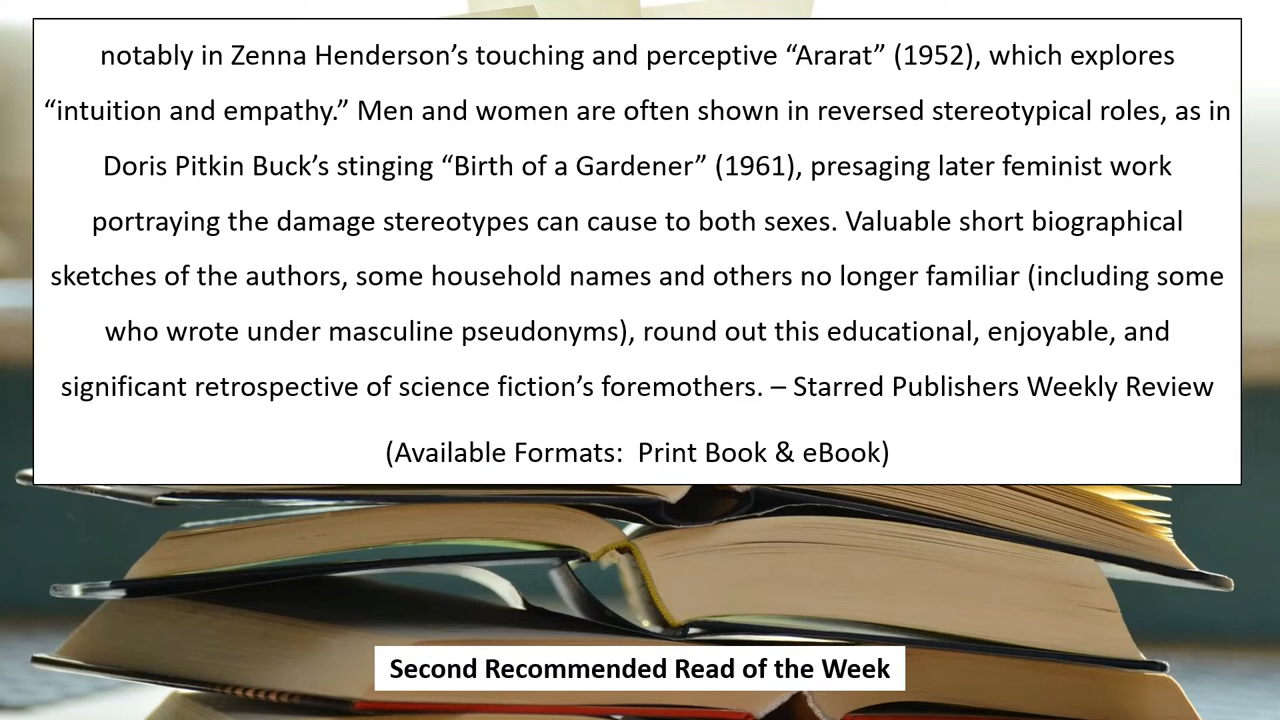 notably in Zenna Henderson’s touching and perceptive “Ararat” (1952), which explores
“intuition and empathy.” Men and women are often shown in reversed stereotypical roles, as in
Doris Pitkin Buck’s stinging “Birth of a Gardener” (1961), presaging later feminist work
portraying the damage stereotypes can cause to both sexes. Valuable short biographical
sketches of the authors, some household names and others no longer familiar (including some
who wrote under masculine pseudonyms), round out this educational, enjoyable, and
significant retrospective of science fiction’s foremothers. – Starred Publishers Weekly Review
(Available Formats:  Print Book & eBook)
Second Recommended Read of the Week